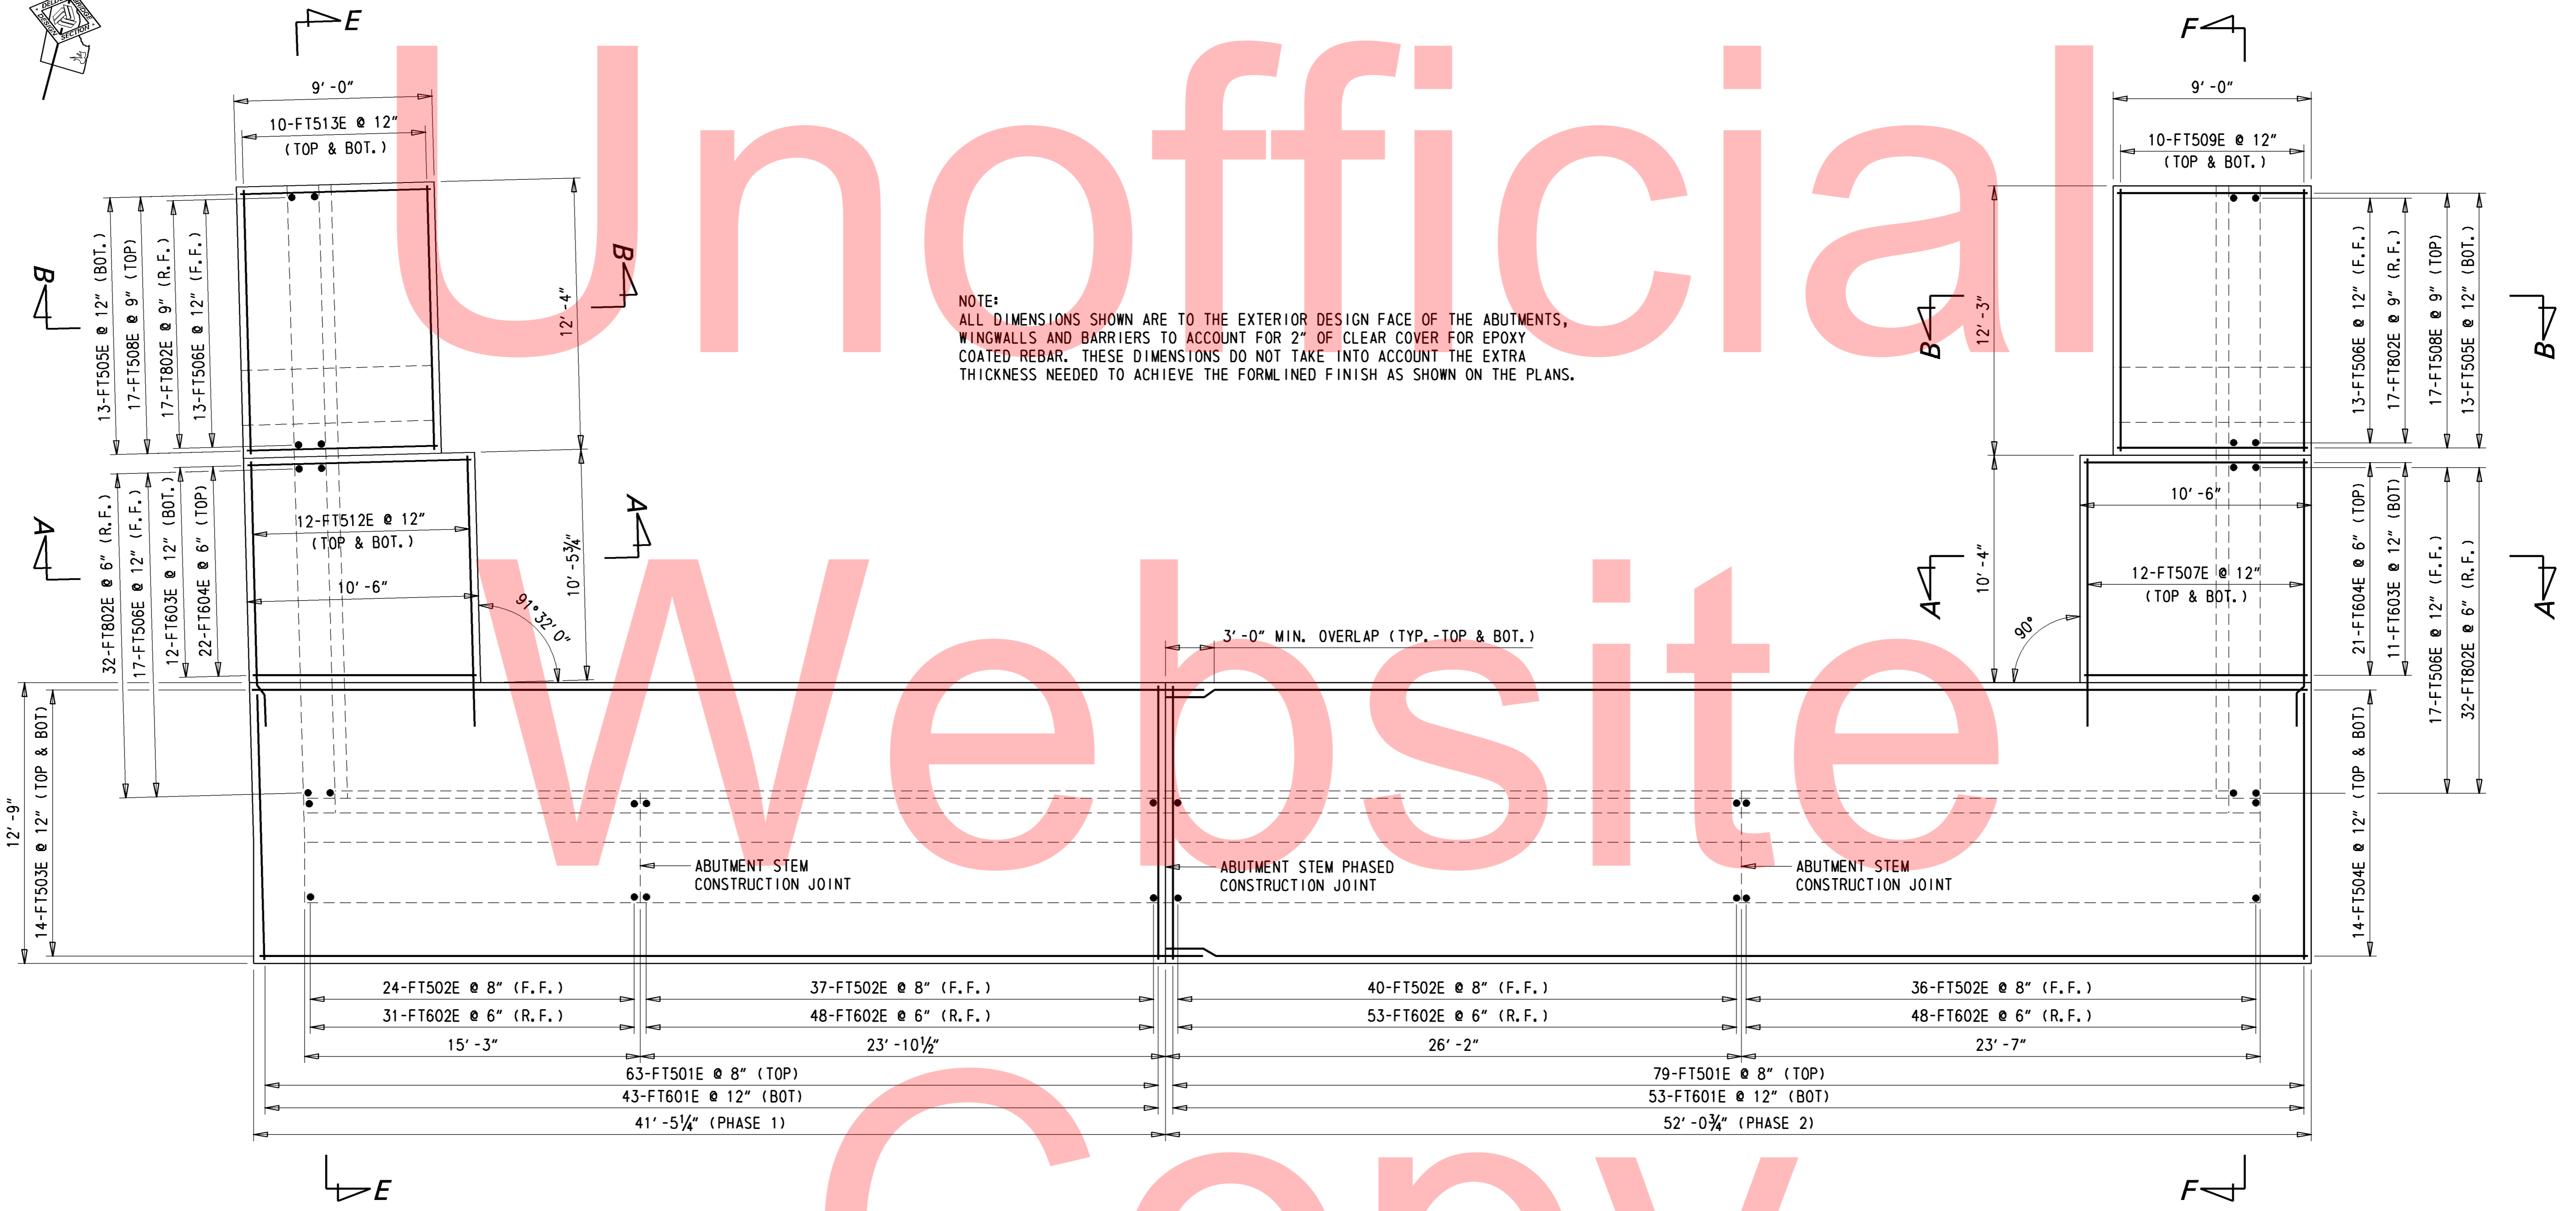 Unofficial
Website
Copy
DESIGN
SECTION
E
F
9'-0"
10-FT513E @ 12"
(TOP & BOT.)
9'-0"
10-FT509E @ 12"
(TOP & BOT.)
13-FT505E @ 12" (BOT.)
17-FT508E @ 9" (TOP)
17-FT802E @ 9" (R.F.)
13-FT506E @ 12" (F.F.)
B
B
12'-4"
NOTE:
ALL DIMENSIONS SHOWN ARE TO THE EXTERIOR DESIGN FACE OF THE ABUTMENTS,
WINGWALLS AND BARRIERS TO ACCOUNT FOR 2" OF CLEAR COVER FOR EPOXY
COATED REBAR. THESE DIMENSIONS DO NOT TAKE INTO ACCOUNT THE EXTRA
THICKNESS NEEDED TO ACHIEVE THE FORMLINED FINISH AS SHOWN ON THE PLANS.
B
12'-3"
13-FT506E @ 12" (F.F.)
17-FT802E @ 9" (R.F.)
17-FT508E @ 9" (TOP)
13-FT505E @ 12" (BOT.)
B
A
32-FT802E @ 6" (R.F.)
17-FT506E @ 12" (F.F.)
12-FT603E @ 12" (BOT.)
22-FT604E @ 6" (TOP)
12-FT512E @ 12"
(TOP & BOT.)
10'-6"
91°32'0"
10'-5¾"
A
A
10'-4"
10'-6"
12-FT507E @ 12"
(TOP & BOT.)
90°
21-FT604E @ 6" (TOP)
11-FT603E @ 12" (BOT)
17-FT506E @ 12" (F.F.)
32-FT802E @ 6" (R.F.)
A
3'-0" MIN. OVERLAP (TYP.-TOP & BOT.)
12'-9"
14-FT503E @ 12" (TOP & BOT)
14-FT504E @ 12" (TOP & BOT)
ABUTMENT STEM
CONSTRUCTION JOINT
ABUTMENT STEM PHASED
CONSTRUCTION JOINT
ABUTMENT STEM
CONSTRUCTION JOINT
24-FT502E @ 8" (F.F.)
37-FT502E @ 8" (F.F.)
40-FT502E @ 8" (F.F.)
36-FT502E @ 8" (F.F.)
31-FT602E @ 6" (R.F.)
48-FT602E @ 6" (R.F.)
53-FT602E @ 6" (R.F.)
48-FT602E @ 6" (R.F.)
15'-3"
23'-10½"
26'-2"
23'-7"
63-FT501E @ 8" (TOP)
79-FT501E @ 8" (TOP)
43-FT601E @ 12" (BOT)
53-FT601E @ 12" (BOT)
41'-5¼" (PHASE 1)
52'-0¾" (PHASE 2)
E
F